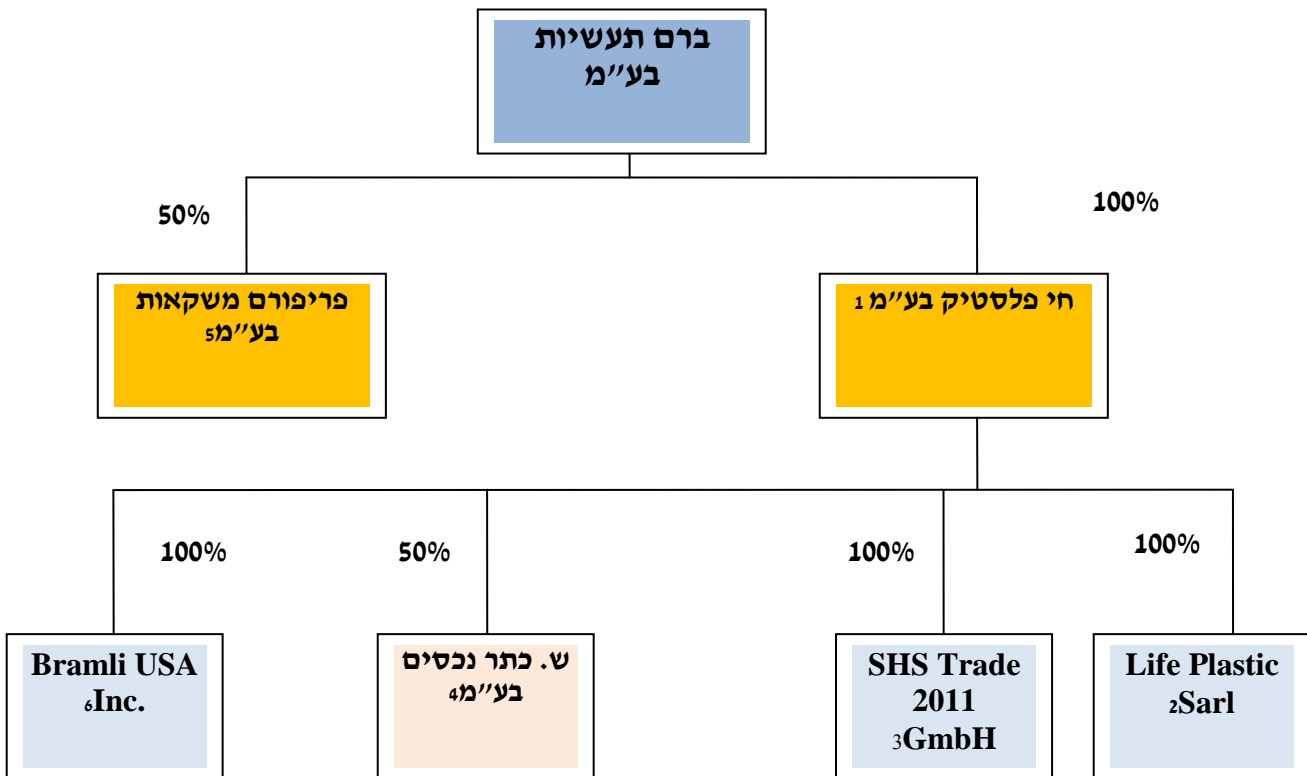 ברם תעשיות
בע"מ
100%
50%
חי פלסטיק בע"מ 1
פריפורם משקאות
בע"מ5
100%
50%
100%
100%
Bramli USA
6Inc.
ש. כתר נכסים
בע"מ4
SHS Trade
2011
3GmbH
Life Plastic
2Sarl